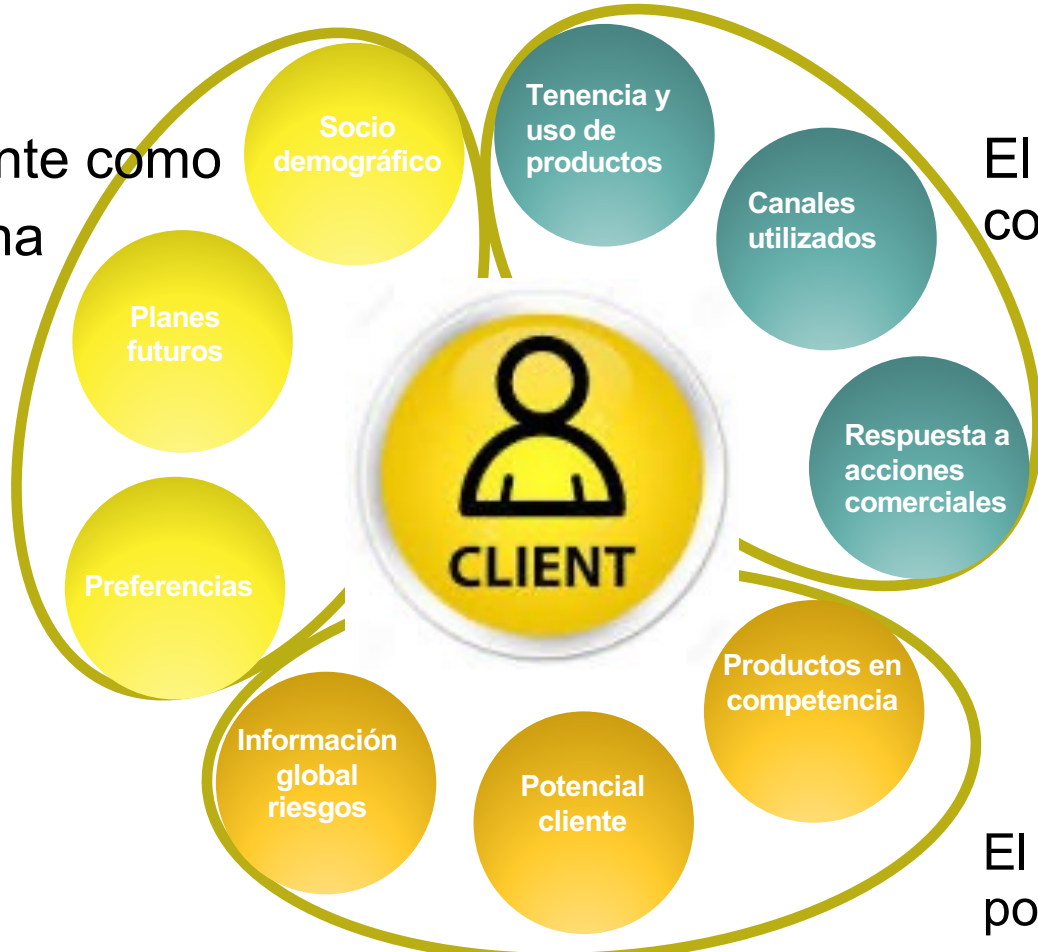 nte como
na
Socio
demográfico
Planes
futuros
Preferencias
Tenencia y
uso de
productos
Canales
utilizados
Respuesta a
acciones
comerciales
El
co
CLIENT
Productos en
competencia
Potencial
cliente
Información
global
riesgos
El
po